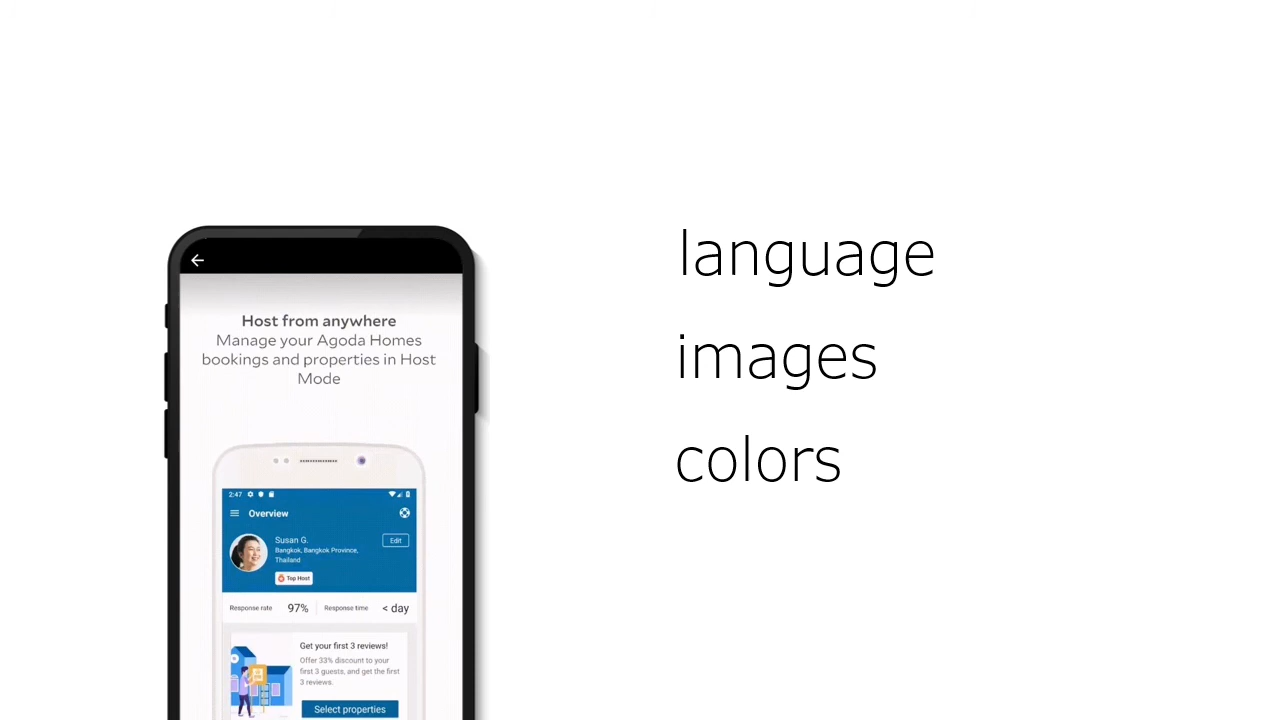 Host from anywhere
Manage your Agoda Homes
bookings and properties in Host
Mode
2:47
Overview
Susan G.
Edit
Bangkok, Bangkok Province,
Thailand
Top Host
Response rate 97% Response time < day
Get your first 3 reviews!
Offer 33% discount to your
first 3 guests, and get the first
3 reviews.
Select properties
language
images
colors